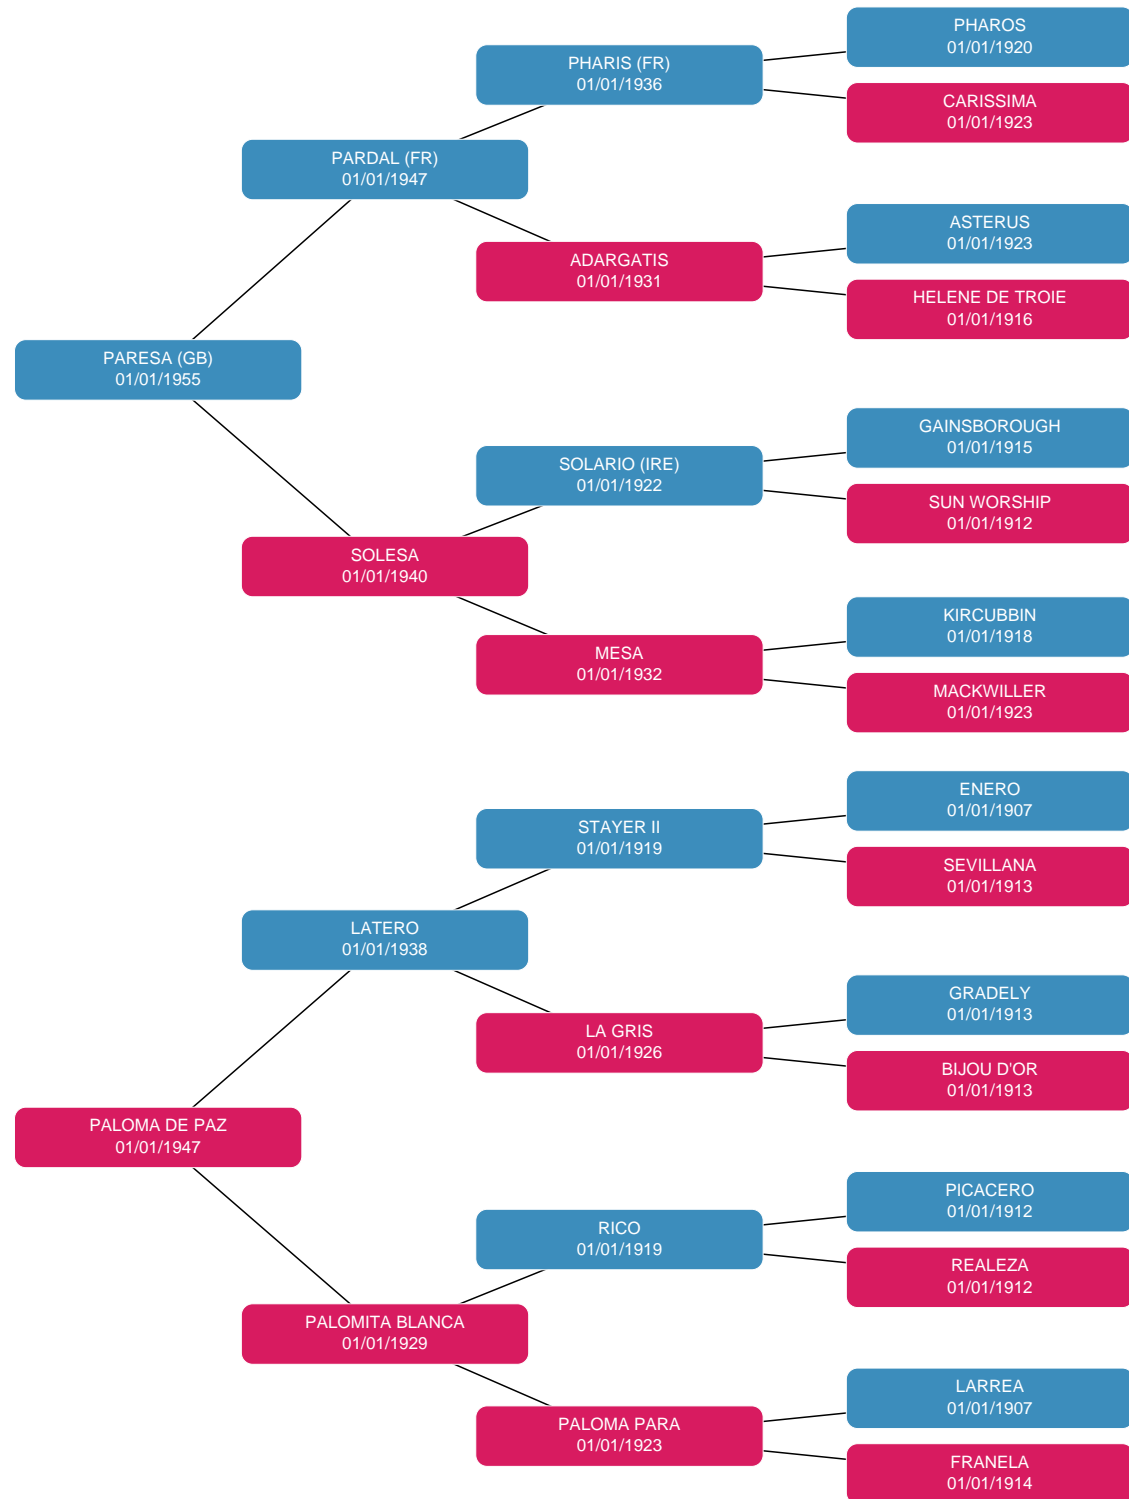 PHAROS
01/01/1920
PHARIS (FR)
01/01/1936
CARISSIMA
01/01/1923
PARDAL (FR)
01/01/1947
ASTERUS
01/01/1923
ADARGATIS
01/01/1931
HELENE DE TROIE
01/01/1916
PARESA (GB)
01/01/1955
GAINSBOROUGH
01/01/1915
SOLARIO (IRE)
01/01/1922
SUN WORSHIP
01/01/1912
SOLESA
01/01/1940
KIRCUBBIN
01/01/1918
MESA
01/01/1932
MACKWILLER
01/01/1923
ENERO
01/01/1907
STAYER II
01/01/1919
SEVILLANA
01/01/1913
LATERO
01/01/1938
GRADELY
01/01/1913
LA GRIS
01/01/1926
BIJOU D'OR
01/01/1913
PALOMA DE PAZ
01/01/1947
PICACERO
01/01/1912
RICO
01/01/1919
REALEZA
01/01/1912
PALOMITA BLANCA
01/01/1929
LARREA
01/01/1907
PALOMA PARA
01/01/1923
FRANELA
01/01/1914